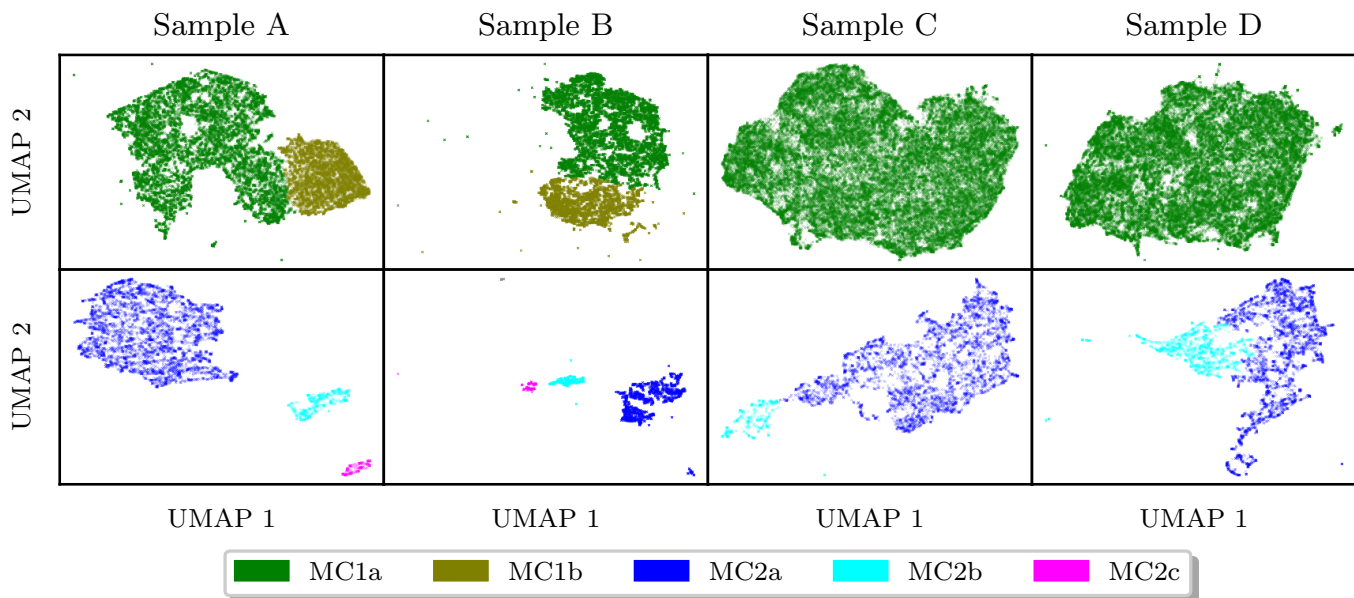 Sample A Sample B Sample C Sample D
UMAP 2
UMAP 2
UMAP 1 UMAP 1 UMAP 1 UMAP 1
MC1a MC1b MC2a MC2b MC2c